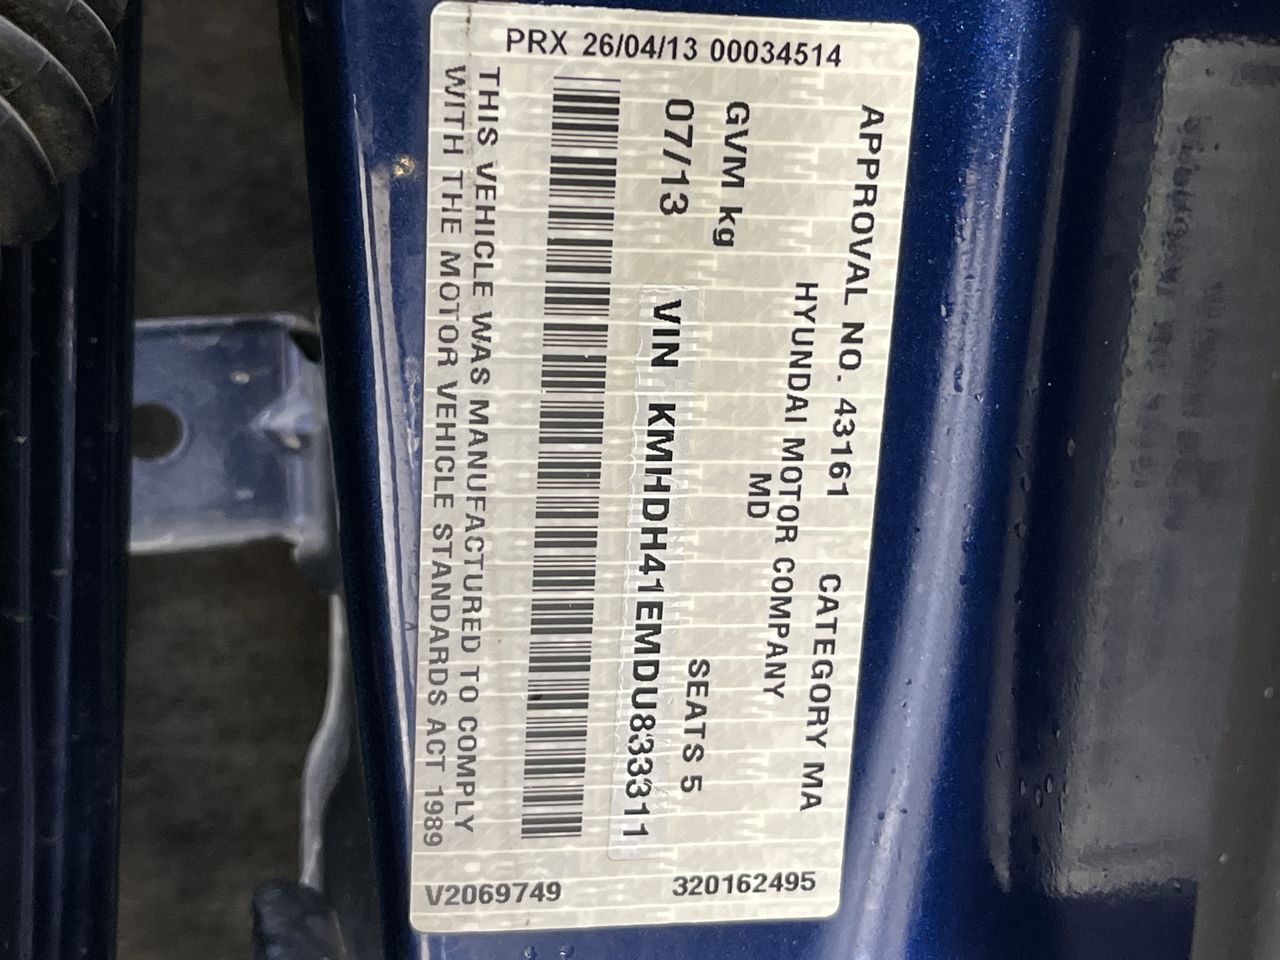 PRX 26/04/13 00034514
APPROVAL NO. 43161 CATEGORY MA
HYUNDAI MOTOR COMPANY
MD
GVM kg SEATS 5
07/13 VIN KMHDH41EMDU833311
THIS VEHICLE WAS MANUFACTURED TO COMPLY
WITH THE MOTOR VEHICLE STANDARDS ACT 1989
V2069749 320162495